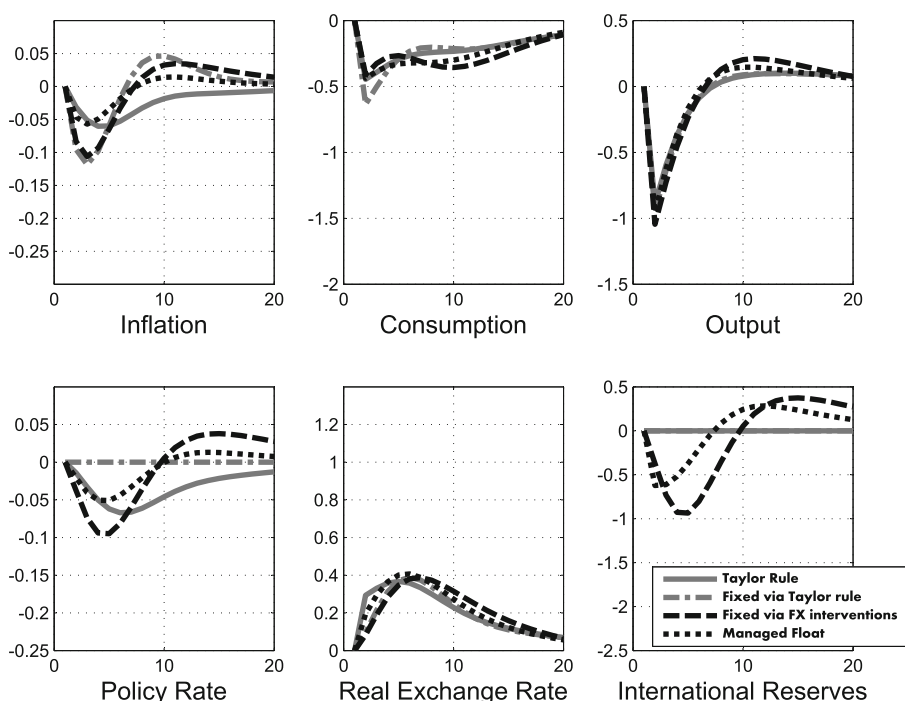 0.05
0
-0.05
-0.1
-0.15
-0.2
-0.25
0 10 20
Inflation
0
-0.5
-1
-1.5
-2
0 10 20
Consumption
0.5
0
-0.5
-1
-1.5
0 10 20
Output
0.05
0
-0.05
-0.1
-0.15
-0.2
-0.25
0 10 20
Policy Rate
1.2
1
0.8
0.6
0.4
0.2
0
0 10 20
Real Exchange Rate
0.5
0
-0.5
-1
-1.5
-2
-2.5
Taylor Rule
Fixed via Taylor rule
Fixed via FX interventions
Managed Float
0 10 20
International Reserves